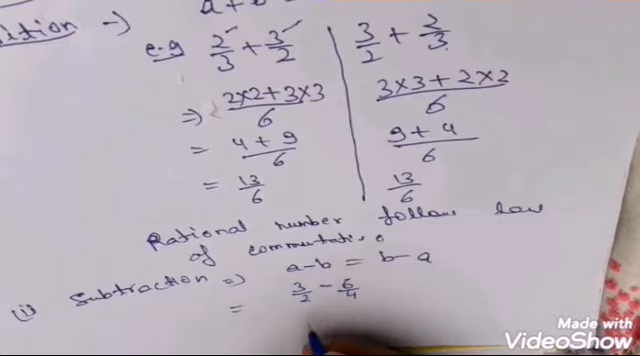 a + b
ition →
e.g 2/3 + 3/2
⇒ 2×2+3×3/6
= 4+9/6
= 13/6
3/2 + 2/3
3×3+2×2/6
9+4/6
13/6
Rational number follow law
of commutative
(ii) Subtraction ⇒ a-b = b-a
= 3/2 - 6/4
Made with
VideoShow